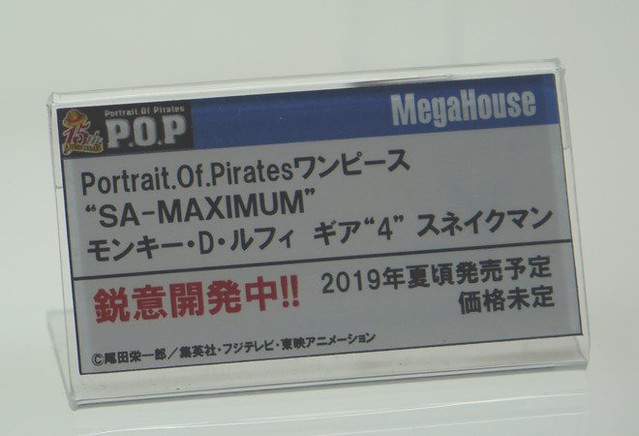 15th
Portrait Of Pirates
P.O.P
MegaHouse
Portrait.Of.Piratesワンピース
“SA-MAXIMUM”
モンキー・D・ルフィ ギア“4” スネイクマン
鋭意開発中!!
2019年夏頃発売予定
価格未定
©尾田栄一郎／集英社・フジテレビ・東映アニメーション